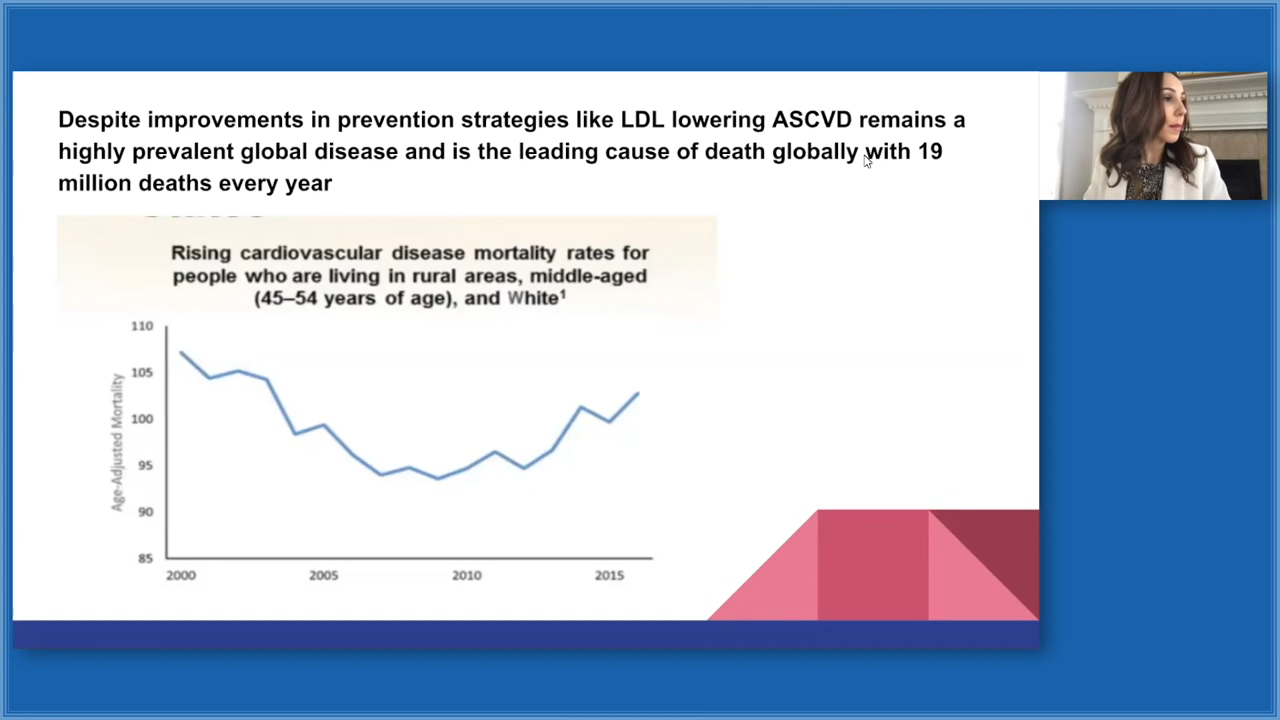 Despite improvements in prevention strategies like LDL lowering ASCVD remains a
highly prevalent global disease and is the leading cause of death globally with 19
million deaths every year
Rising cardiovascular disease mortality rates for
people who are living in rural areas, middle-aged
(45–54 years of age), and White¹
Age-Adjusted Mortality
110
105
100
95
90
85
2000
2005
2010
2015